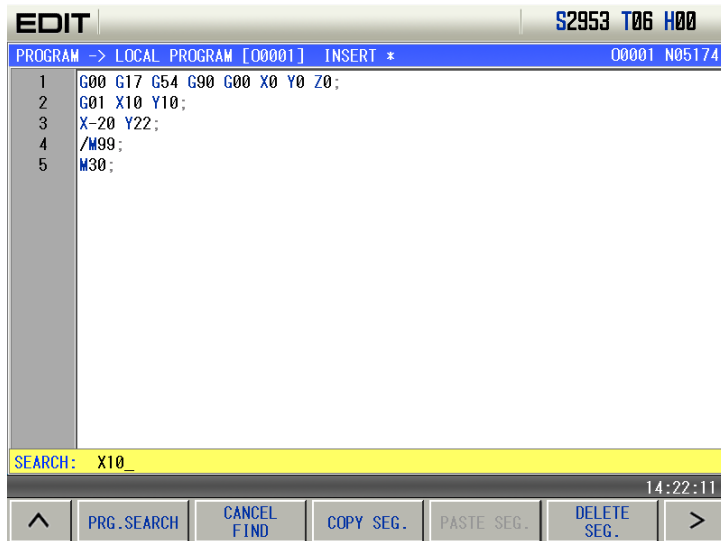 EDIT S2953 T06 H00
PROGRAM -> LOCAL PROGRAM [O0001] INSERT * O0001 N05174
1 G00 G17 G54 G90 G00 X0 Y0 Z0;
2 G01 X10 Y10;
3 X-20 Y22;
4 /M99;
5 M30;
SEARCH: X10_
14:22:11
PRG.SEARCH
CANCEL
FIND
COPY SEG.
PASTE SEG.
DELETE
SEG.
>